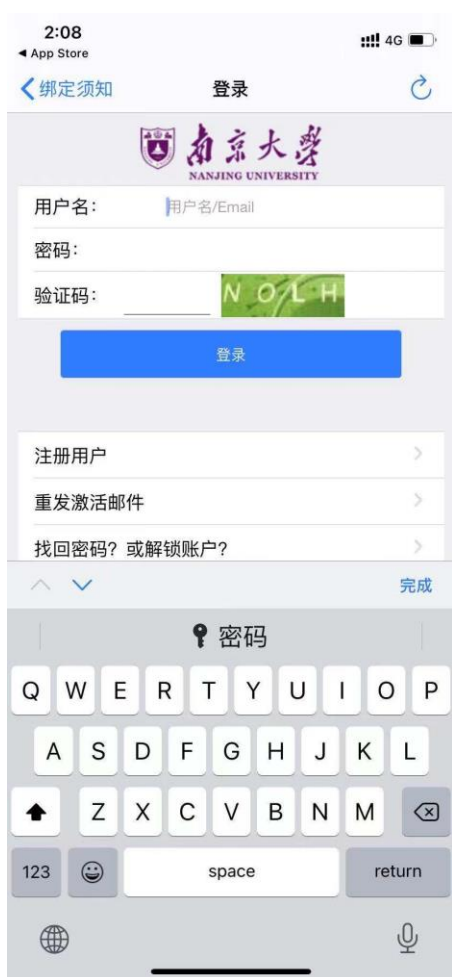 2:08
4G
◀ App Store
绑定须知
登录
南京大學
NANJING UNIVERSITY
用户名：
用户名/Email
密码：
验证码：
N O L H
登录
注册用户
重发激活邮件
找回密码？或解锁账户？
完成
密码
Q W E R T Y U I O P
A S D F G H J K L
Z X C V B N M
123 space return